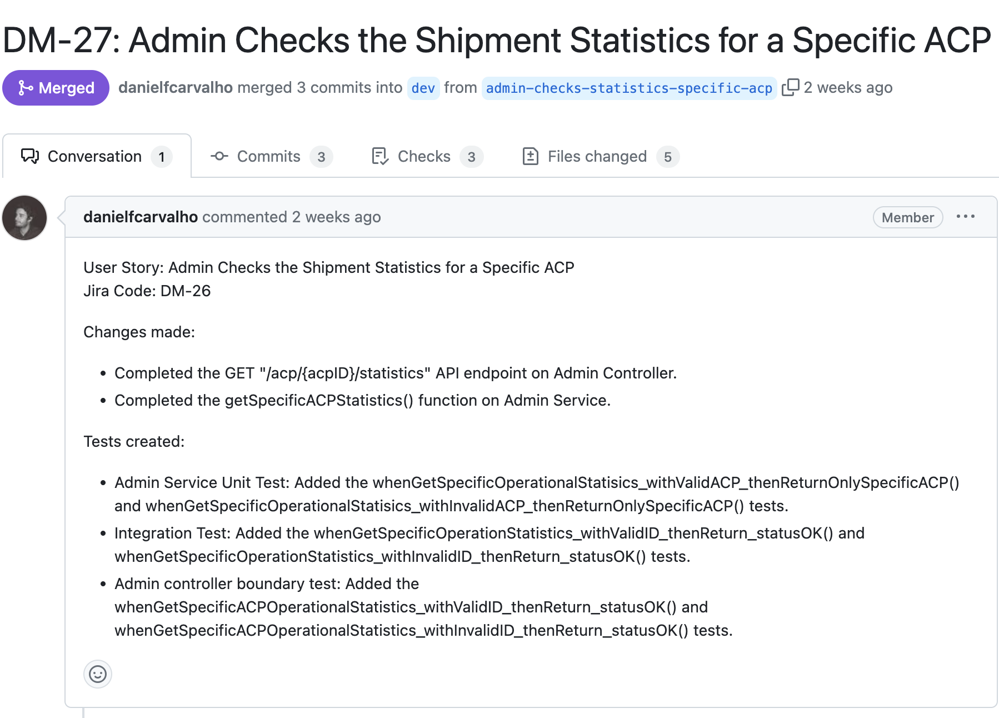 DM-27: Admin Checks the Shipment Statistics for a Specific ACP
Merged danielfcarvalho merged 3 commits into dev from admin-checks-statistics-specific-acp 2 weeks ago
Conversation 1 Commits 3 Checks 3 Files changed 5
danielfcarvalho commented 2 weeks ago Member
User Story: Admin Checks the Shipment Statistics for a Specific ACP
Jira Code: DM-26
Changes made:
• Completed the GET "/acp/{acpID}/statistics" API endpoint on Admin Controller.
• Completed the getSpecificACPStatistics() function on Admin Service.
Tests created:
• Admin Service Unit Test: Added the whenGetSpecificOperationalStatisics_withValidACP_thenReturnOnlySpecificACP()
and whenGetSpecificOperationalStatisics_withInvalidACP_thenReturnOnlySpecificACP() tests.
• Integration Test: Added the whenGetSpecificOperationStatistics_withValidID_thenReturn_statusOK() and
whenGetSpecificOperationStatistics_withInvalidID_thenReturn_statusOK() tests.
• Admin controller boundary test: Added the
whenGetSpecificACPOperationalStatistics_withValidID_thenReturn_statusOK() and
whenGetSpecificACPOperationalStatistics_withInvalidID_thenReturn_statusOK() tests.